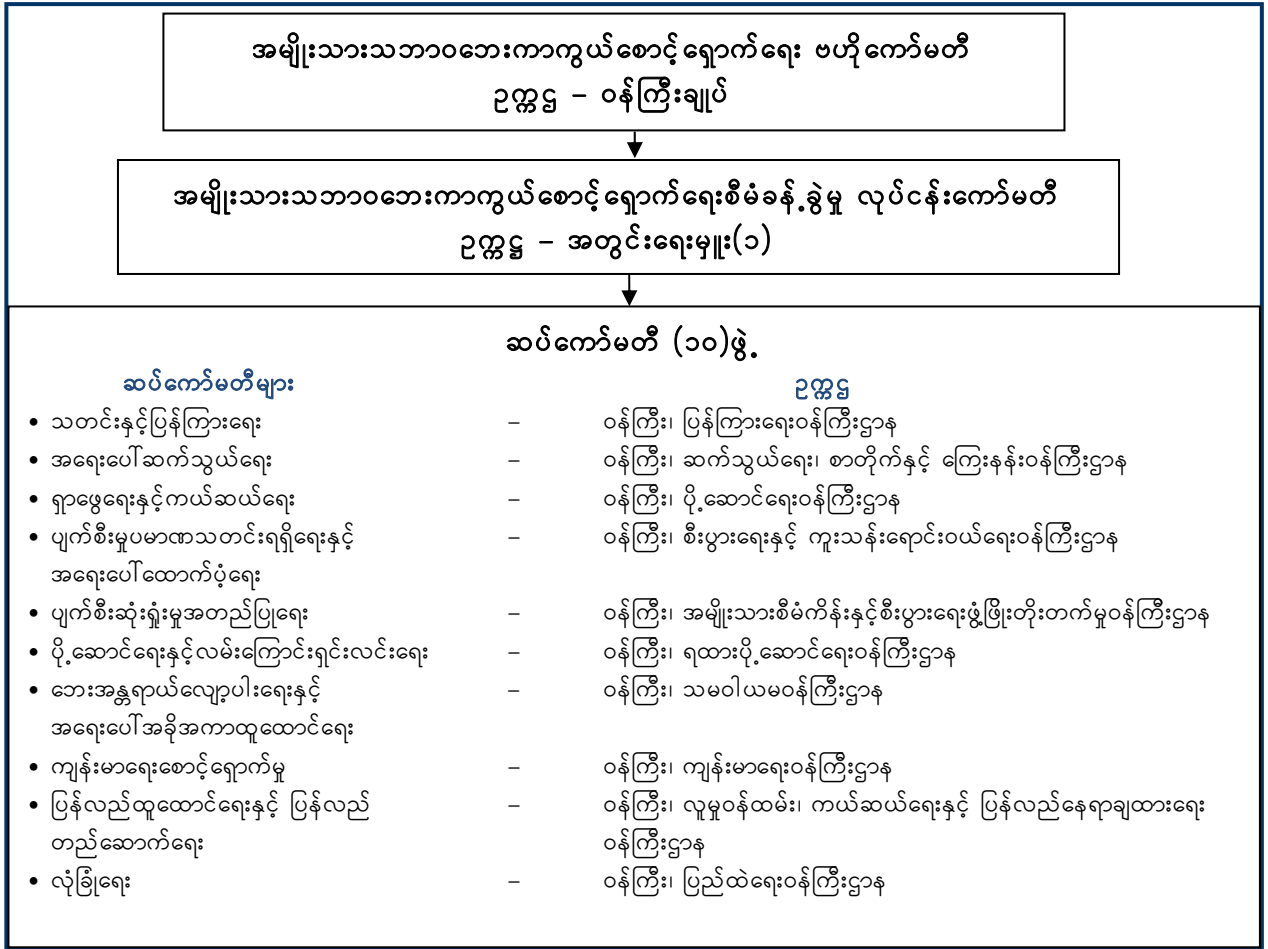 အမျိုးသားသဘာဝဘေးကာကွယ်စောင့်ရှောက်ရေး ဗဟိုကော်မတီ
ဥက္ကဌ – ဝန်ကြီးချုပ်
အမျိုးသားသဘာဝဘေးကာကွယ်စောင့်ရှောက်ရေးစီမံခန့်ခွဲမှု လုပ်ငန်းကော်မတီ
ဥက္ကဋ္ဌ – အတွင်းရေးမှူး(၁)
ဆပ်ကော်မတီ (၁၀)ဖွဲ့
ဆပ်ကော်မတီများ ဥက္ကဌ
• သတင်းနှင့်ပြန်ကြားရေး – ဝန်ကြီး၊ ပြန်ကြားရေးဝန်ကြီးဌာန
• အရေးပေါ်ဆက်သွယ်ရေး – ဝန်ကြီး၊ ဆက်သွယ်ရေး၊ စာတိုက်နှင့် ကြေးနန်းဝန်ကြီးဌာန
• ရှာဖွေရေးနှင့်ကယ်ဆယ်ရေး – ဝန်ကြီး၊ ပို့ဆောင်ရေးဝန်ကြီးဌာန
• ပျက်စီးမှုပမာဏသတင်းရရှိရေးနှင့် – ဝန်ကြီး၊ စီးပွားရေးနှင့် ကူးသန်းရောင်းဝယ်ရေးဝန်ကြီးဌာန
အရေးပေါ်ထောက်ပံ့ရေး
• ပျက်စီးဆုံးရှုံးမှုအတည်ပြုရေး – ဝန်ကြီး၊ အမျိုးသားစီမံကိန်းနှင့်စီးပွားရေးဖွံ့ဖြိုးတိုးတက်မှုဝန်ကြီးဌာန
• ပို့ဆောင်ရေးနှင့်လမ်းကြောင်းရှင်းလင်းရေး – ဝန်ကြီး၊ ရထားပို့ဆောင်ရေးဝန်ကြီးဌာန
• ဘေးအန္တရာယ်လျော့ပါးရေးနှင့် – ဝန်ကြီး၊ သမဝါယမဝန်ကြီးဌာန
အရေးပေါ်အခိုအကာထူထောင်ရေး
• ကျန်းမာရေးစောင့်ရှောက်မှု – ဝန်ကြီး၊ ကျန်းမာရေးဝန်ကြီးဌာန
• ပြန်လည်ထူထောင်ရေးနှင့် ပြန်လည် – ဝန်ကြီး၊ လူမှုဝန်ထမ်း၊ ကယ်ဆယ်ရေးနှင့် ပြန်လည်နေရာချထားရေး
တည်ဆောက်ရေး ဝန်ကြီးဌာန
• လုံခြုံရေး – ဝန်ကြီး၊ ပြည်ထဲရေးဝန်ကြီးဌာန